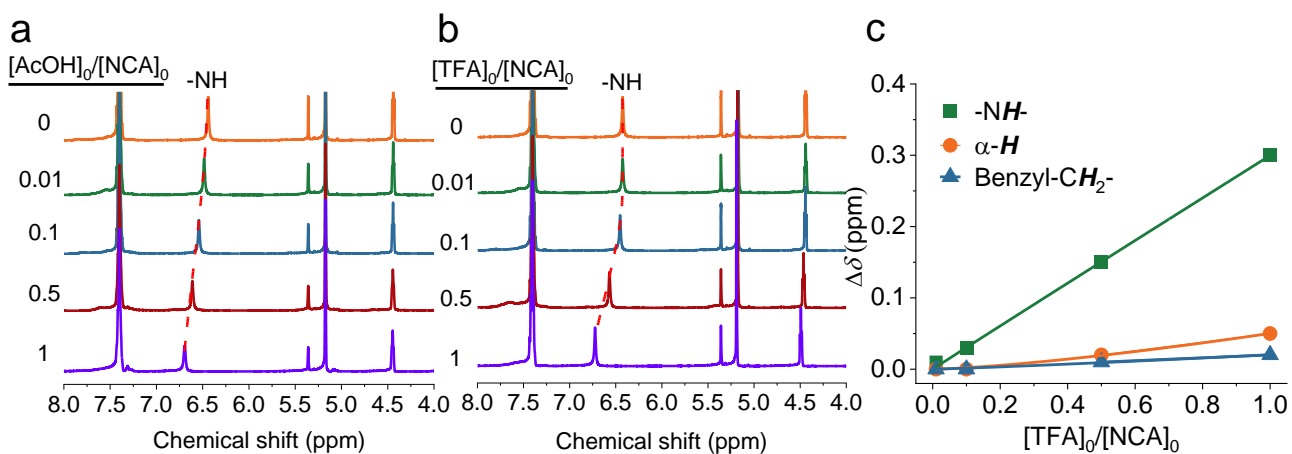 a
[AcOH]0/[NCA]0
-NH
0
0.01
0.1
0.5
1
8.0 7.5 7.0 6.5 6.0 5.5 5.0 4.5 4.0
Chemical shift (ppm)
b
[TFA]0/[NCA]0
-NH
0
0.01
0.1
0.5
1
8.0 7.5 7.0 6.5 6.0 5.5 5.0 4.5 4.0
Chemical shift (ppm)
c
0.4
0.3
0.2
0.1
0.0
Δδ (ppm)
-NH-
α-H
Benzyl-CH2-
0.0 0.2 0.4 0.6 0.8 1.0
[TFA]0/[NCA]0